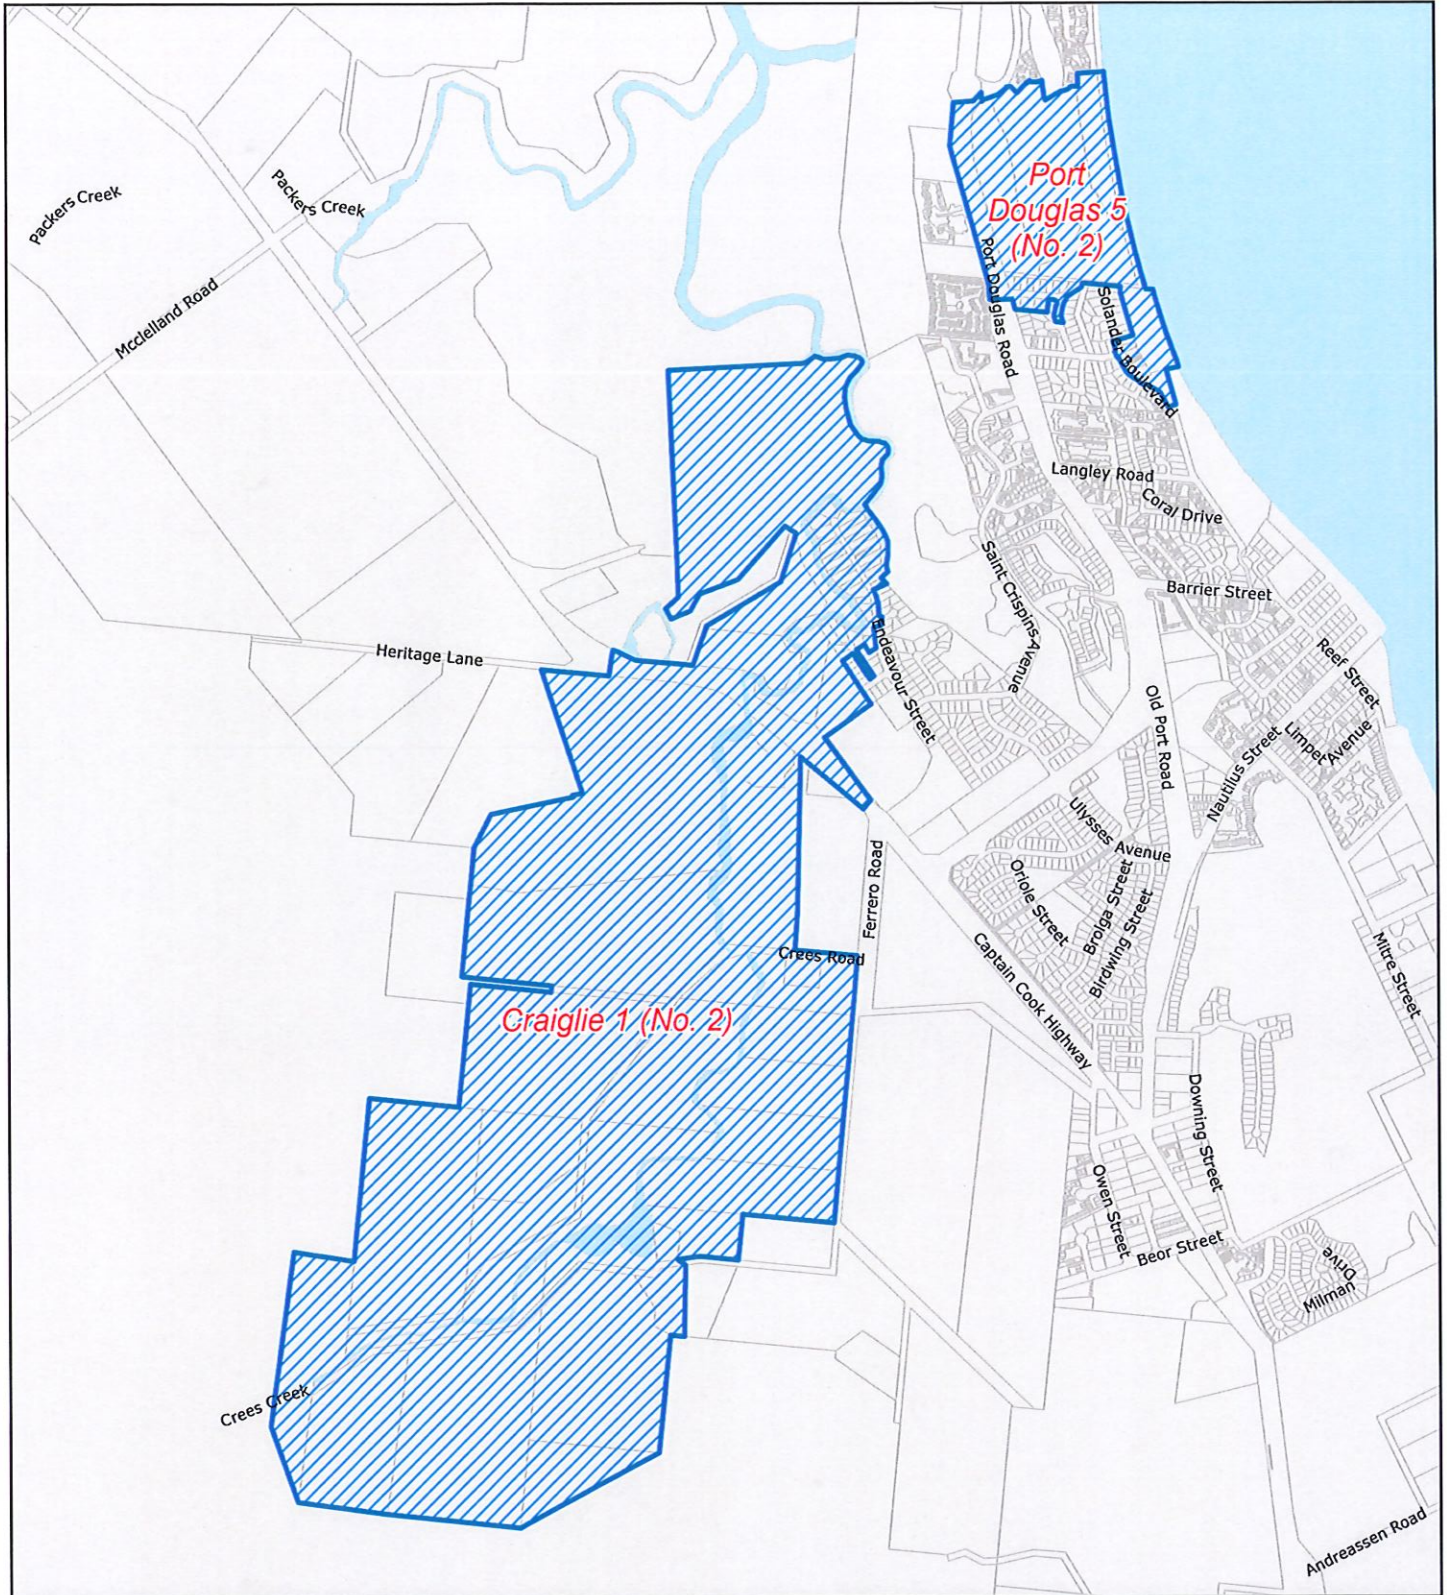 Port
Douglas 5
(No. 2)
Packers Creek
Packers Creek
Mcclelland Road
Port Douglas Road
Solander Boulevard
Langley Road
Coral Drive
Saint Crispins Avenue
Barrier Street
Heritage Lane
Endeavour Street
Reef Street
Old Port Road
Nautilus Street
Limpet Avenue
Ulysses Avenue
Oriole Street
Brolga Street
Birdwing Street
Ferrero Road
Crees Road
Captain Cook Highway
Mitre Street
Craiglie 1 (No. 2)
Downing Street
Owen Street
Beor Street
Milman
Drive
Crees Creek
Andreassen Road